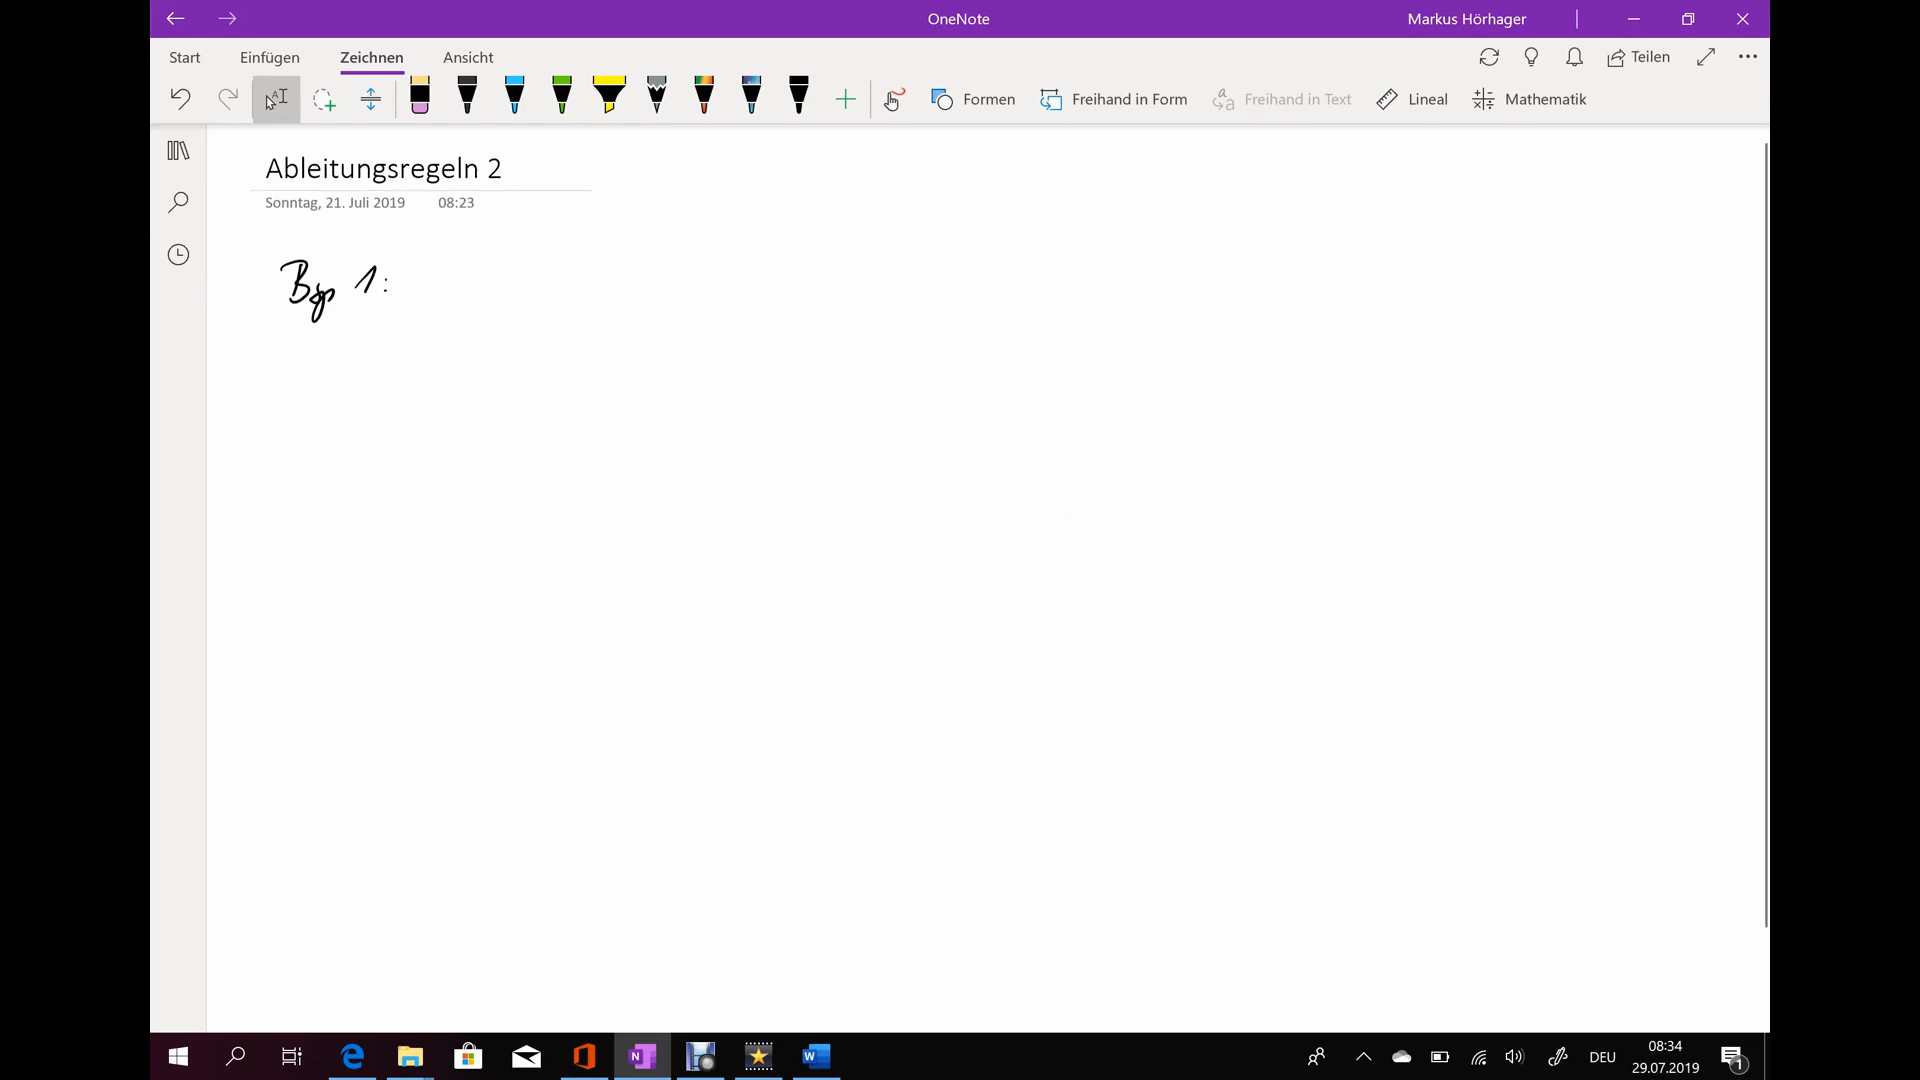 OneNote
Markus Hörhager
Start Einfügen Zeichnen Ansicht
Teilen
Formen Freihand in Form Freihand in Text Lineal Mathematik
Ableitungsregeln 2
Sonntag, 21. Juli 2019 08:23
Bsp 1:
DEU
08:34
29.07.2019
1